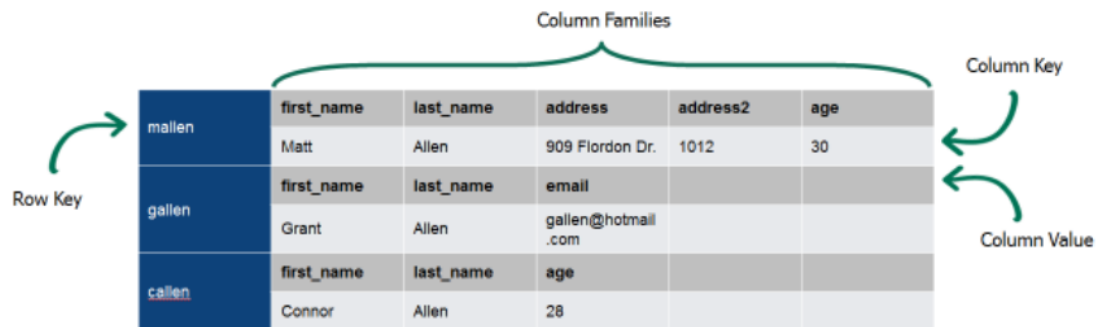 Column Families
Column Key
first_name last_name address address2 age
mallen
Matt Allen 909 Flordon Dr. 1012 30
Row Key
first_name last_name email
gallen
Grant Allen gallen@hotmail
.com
Column Value
first_name last_name age
callen
Connor Allen 28